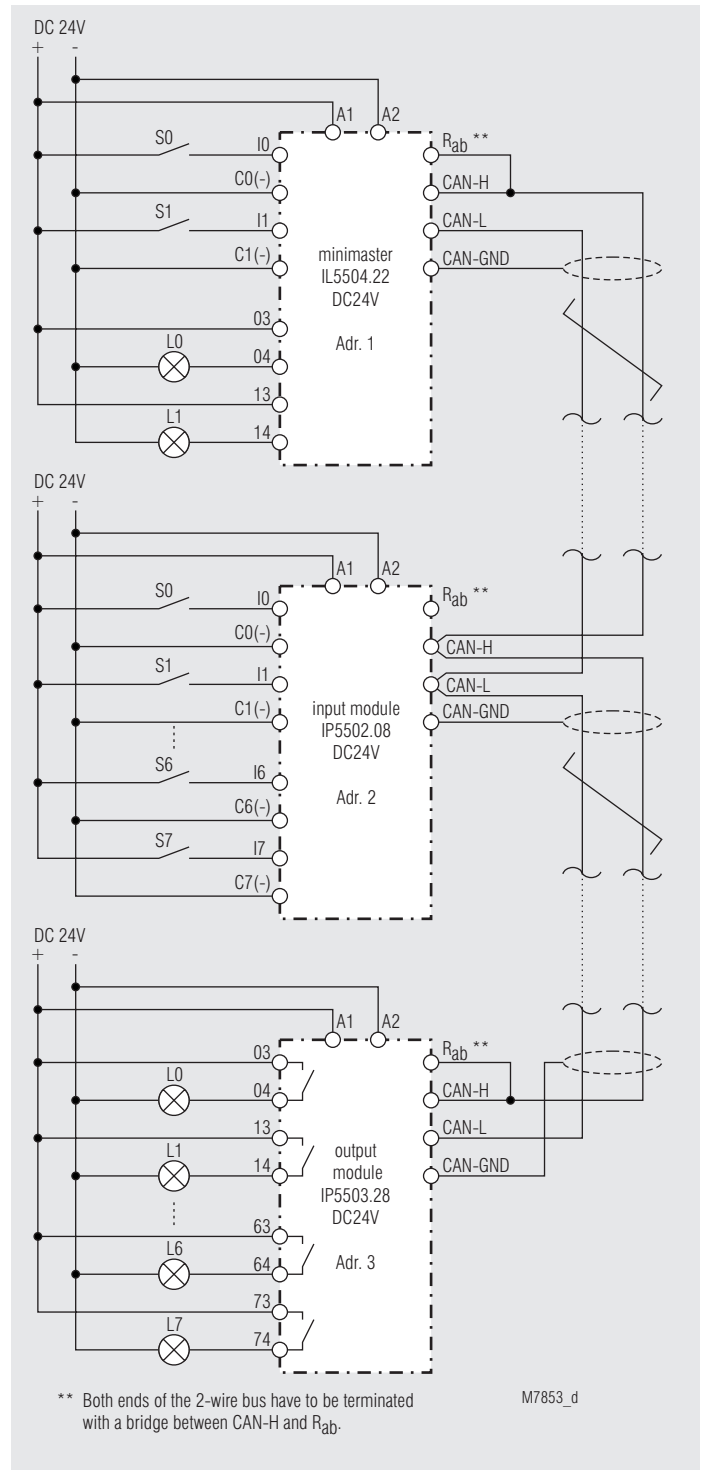 DC 24V
+ -
A1 A2
S0 I0 Rab **
C0(-) CAN-H
S1 I1 CAN-L
C1(-) CAN-GND
minimaster
IL5504.22
DC24V
Adr. 1
03
L0 04
13
L1 14
DC 24V
+ -
A1 A2
S0 I0 Rab **
C0(-) CAN-H
S1 I1 CAN-L
C1(-) CAN-GND
input module
IP5502.08
DC24V
Adr. 2
S6 I6
C6(-)
S7 I7
C7(-)
DC 24V
+ -
A1 A2
03 Rab **
L0 04 CAN-H
13 CAN-L
L1 14 CAN-GND
output
module
IP5503.28
DC24V
Adr. 3
63
L6 64
73
L7 74
** Both ends of the 2-wire bus have to be terminated
with a bridge between CAN-H and Rab.
M7853_d